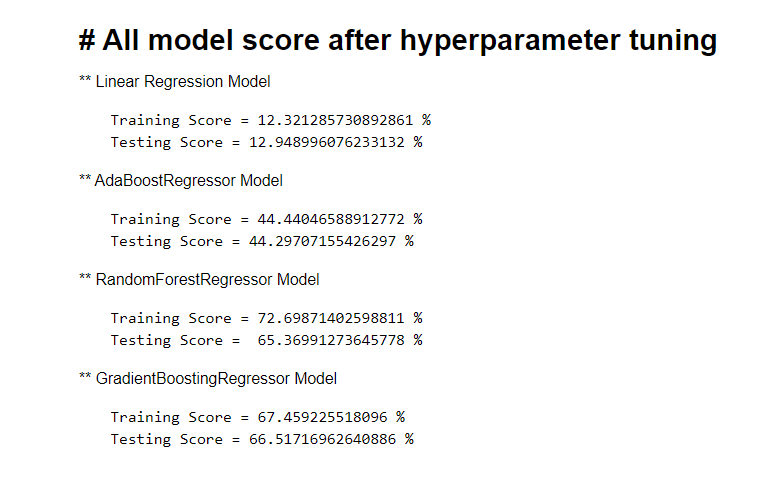 # All model score after hyperparameter tuning
** Linear Regression Model
Training Score = 12.321285730892861 %
Testing Score = 12.948996076233132 %
** AdaBoostRegressor Model
Training Score = 44.44046588912772 %
Testing Score = 44.29707155426297 %
** RandomForestRegressor Model
Training Score = 72.69871402598811 %
Testing Score =  65.36991273645778 %
** GradientBoostingRegressor Model
Training Score = 67.459225518096 %
Testing Score = 66.51716962640886 %